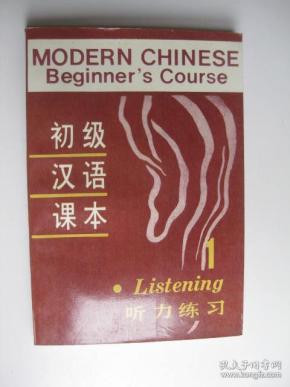 MODERN CHINESE
Beginner's Course
初级
汉语
课本
1
• Listening
听力练习
孔夫子旧书网